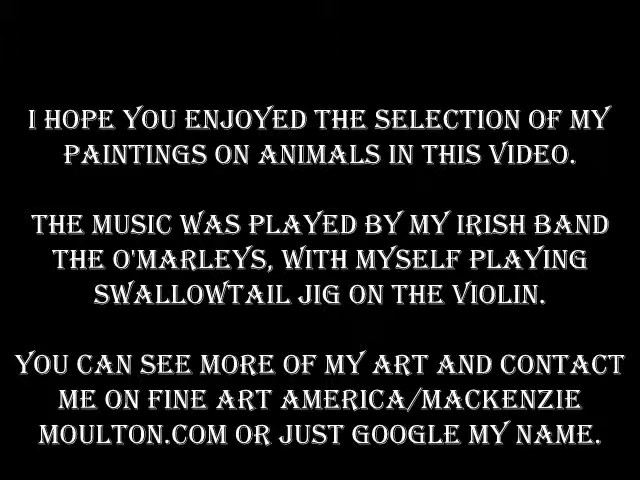 I HOPE YOU ENJOYED THE SELECTION OF MY
PAINTINGS ON ANIMALS IN THIS VIDEO.
THE MUSIC WAS PLAYED BY MY IRISH BAND
THE O'MARLEYS, WITH MYSELF PLAYING
SWALLOWTAIL JIG ON THE VIOLIN.
YOU CAN SEE MORE OF MY ART AND CONTACT
ME ON FINE ART AMERICA/MACKENZIE
MOULTON.COM OR JUST GOOGLE MY NAME.